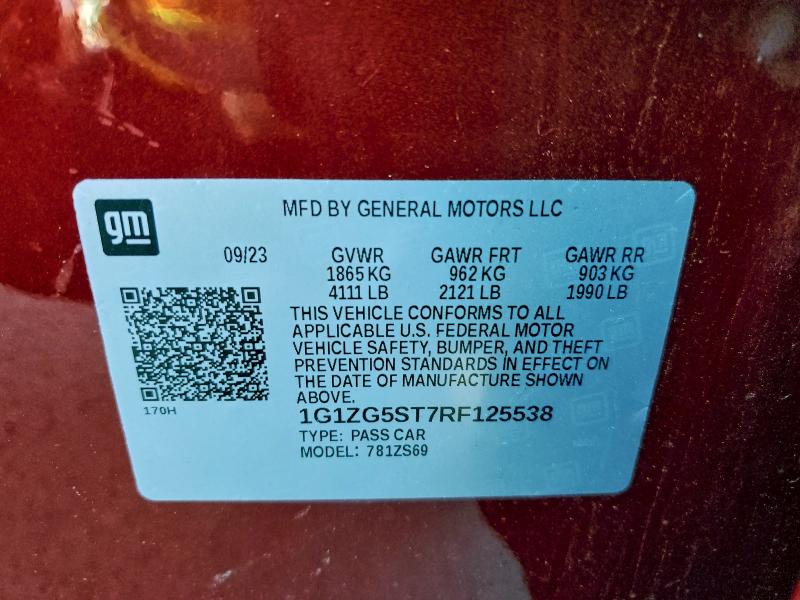 gm
MFD BY GENERAL MOTORS LLC
09/23 GVWR GAWR FRT GAWR RR
1865 KG 962 KG 903 KG
4111 LB 2121 LB 1990 LB
THIS VEHICLE CONFORMS TO ALL
APPLICABLE U.S. FEDERAL MOTOR
VEHICLE SAFETY, BUMPER, AND THEFT
PREVENTION STANDARDS IN EFFECT ON
THE DATE OF MANUFACTURE SHOWN
ABOVE.
170H
1G1ZG5ST7RF125538
TYPE: PASS CAR
MODEL: 781ZS69